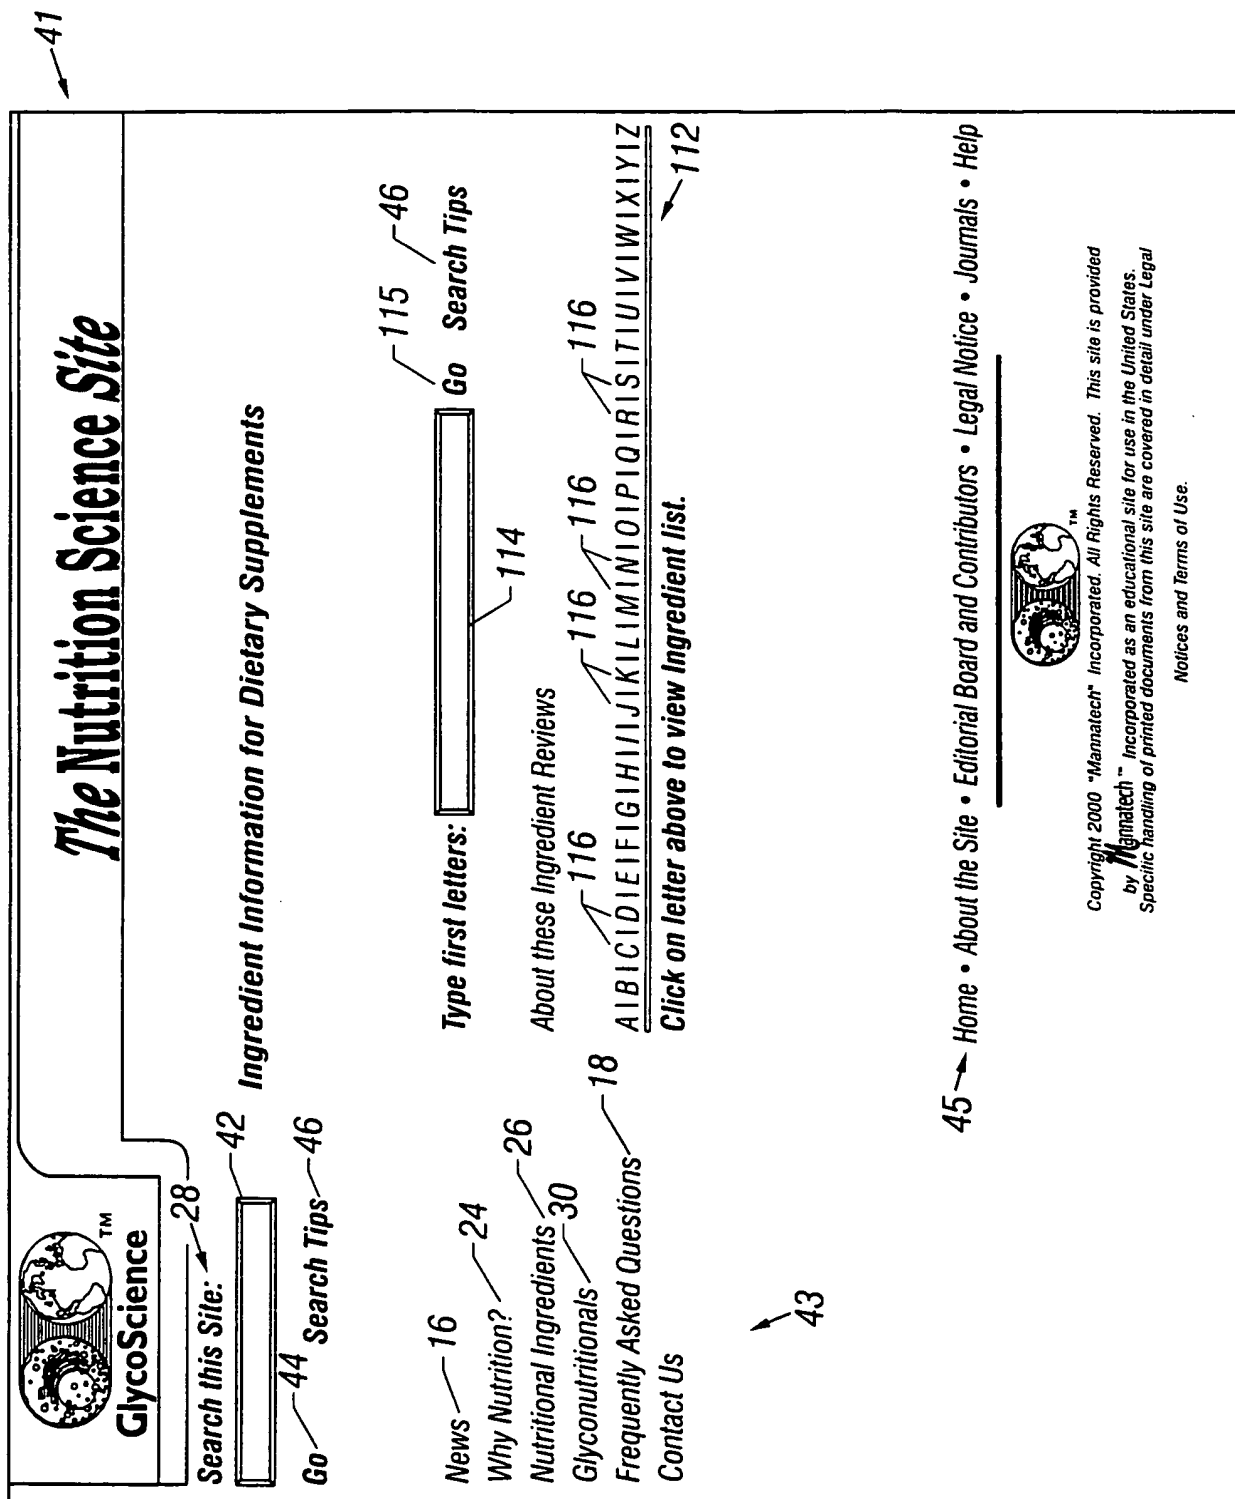 41
The Nutrition Science Site
TM
GlycoScience
Search this Site: 28
42
Ingredient Information for Dietary Supplements
Go 44 Search Tips 46
News 16
Why Nutrition? 24
Nutritional Ingredients 26
Glyconutritionals 30
Frequently Asked Questions 18
Contact Us
43
Type first letters: 114 Go 115 Search Tips 46
About these Ingredient Reviews
116 116 116 116
A|B|C|D|E|F|G|H|I|J|K|L|M|N|O|P|Q|R|S|T|U|V|W|X|Y|Z
112
Click on letter above to view Ingredient list.
45 Home • About the Site • Editorial Board and Contributors • Legal Notice • Journals • Help
TM
Copyright 2000 "Mannatech" Incorporated. All Rights Reserved. This site is provided
by Mannatech™ Incorporated as an educational site for use in the United States.
Specific handling of printed documents from this site are covered in detail under Legal
Notices and Terms of Use.